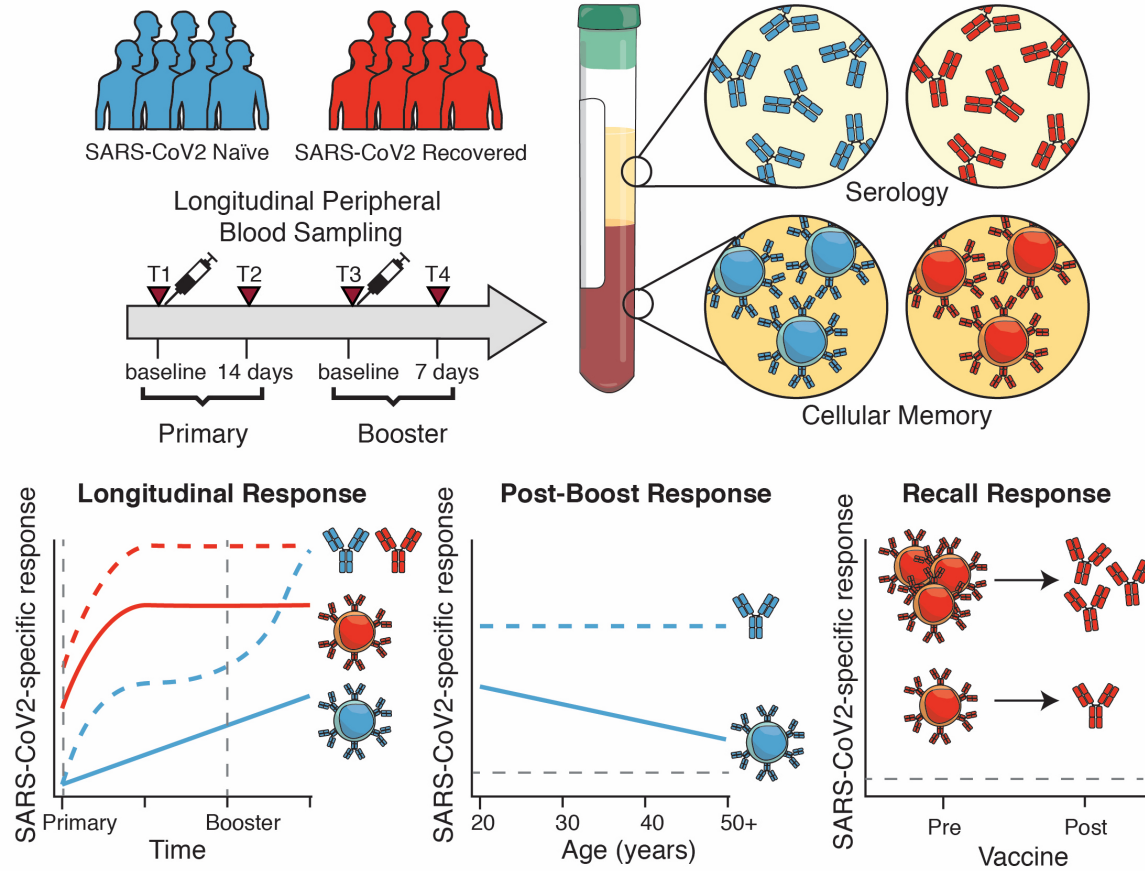 SARS-CoV2 Naïve
SARS-CoV2 Recovered
Longitudinal Peripheral
Blood Sampling
T1
T2
T3
T4
baseline
14 days
baseline
7 days
Primary
Booster
Serology
Cellular Memory
Longitudinal Response
SARS-CoV2-specific response
Primary
Booster
Time
Post-Boost Response
SARS-CoV2-specific response
20
30
40
50+
Age (years)
Recall Response
SARS-CoV2-specific response
Pre
Post
Vaccine